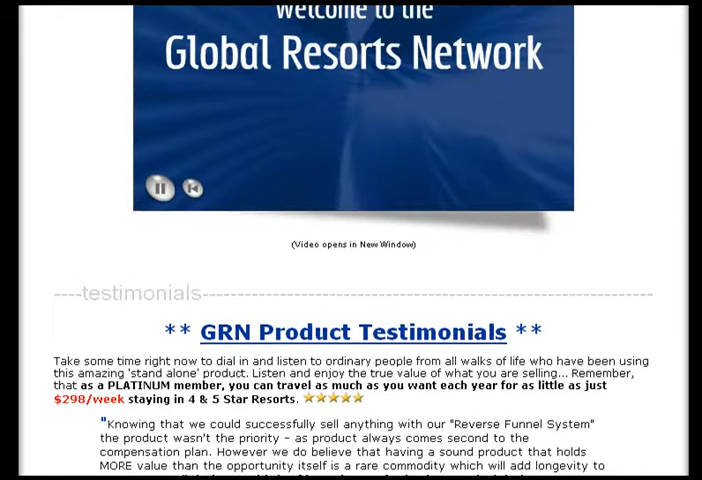 Welcome to the
Global Resorts Network
(Video opens in New Window)
----testimonials--------------------------------------------------------------
** GRN Product Testimonials **
Take some time right now to dial in and listen to ordinary people from all walks of life who have been using
this amazing 'stand alone' product. Listen and enjoy the true value of what you are selling... Remember,
that as a PLATINUM member, you can travel as much as you want each year for as little as just
$298/week staying in 4 & 5 Star Resorts.
"Knowing that we could successfully sell anything with our "Reverse Funnel System"
the product wasn't the priority – as product always comes second to the
compensation plan. However we do believe that having a sound product that holds
MORE value than the opportunity itself is a rare commodity which will add longevity to